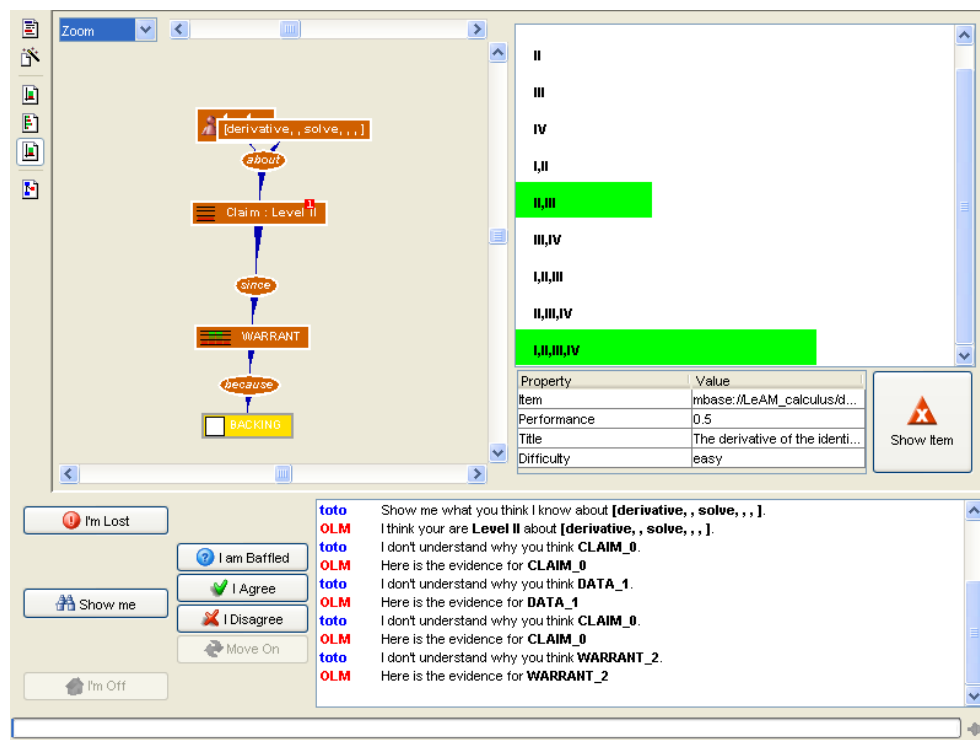 Zoom
[derivative, , solve, , , ]
about
Claim : Level II
1
since
WARRANT
because
BACKING
II
III
IV
I,II
II,III
III,IV
I,II,III
II,III,IV
I,II,III,IV
Property Value
Item mbase://LeAM_calculus/d...
Performance 0.5
Title The derivative of the identi...
Difficulty easy
Show Item
I'm Lost
I am Baffled
I Agree
Show me
I Disagree
Move On
I'm Off
toto Show me what you think I know about [derivative, , solve, , , ].
OLM I think your are Level II about [derivative, , solve, , , ].
toto I don't understand why you think CLAIM_0.
OLM Here is the evidence for CLAIM_0
toto I don't understand why you think DATA_1.
OLM Here is the evidence for DATA_1
toto I don't understand why you think CLAIM_0.
OLM Here is the evidence for CLAIM_0
toto I don't understand why you think WARRANT_2.
OLM Here is the evidence for WARRANT_2